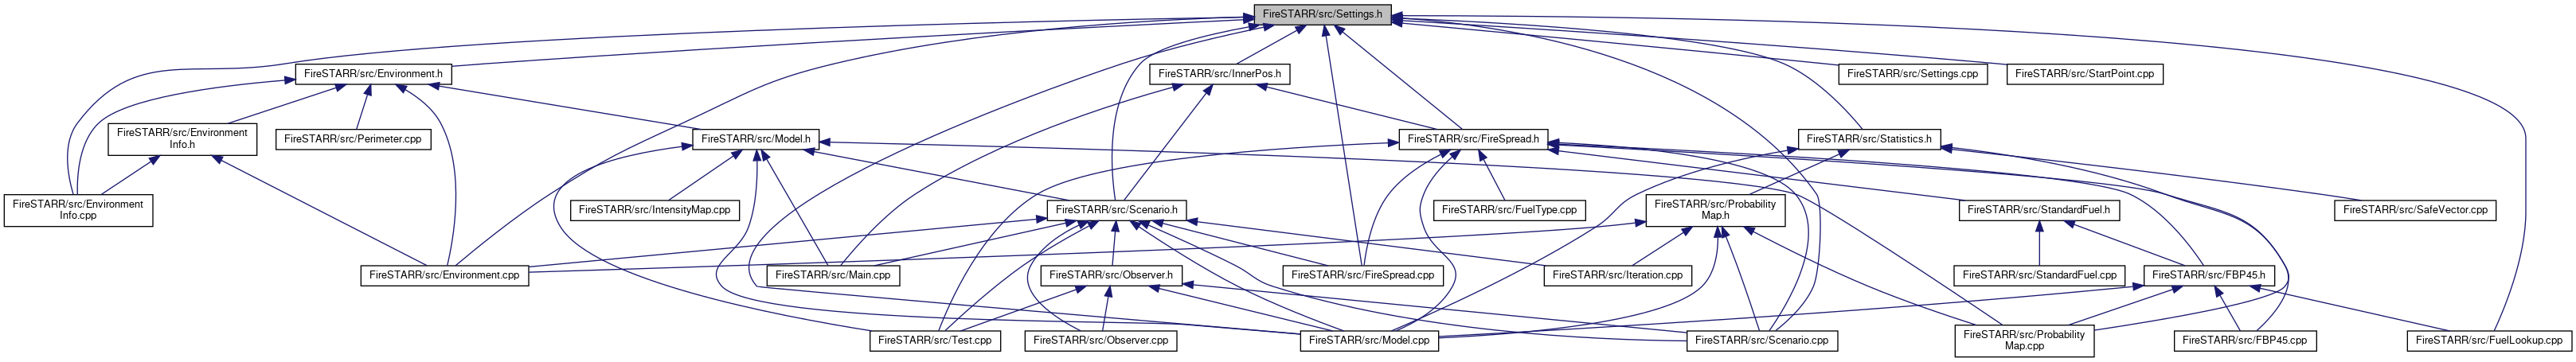 FireSTARR/src/Settings.h
FireSTARR/src/Environment.h
FireSTARR/src/InnerPos.h
FireSTARR/src/Settings.cpp
FireSTARR/src/StartPoint.cpp
FireSTARR/src/Environment
Info.h
FireSTARR/src/Perimeter.cpp
FireSTARR/src/Model.h
FireSTARR/src/FireSpread.h
FireSTARR/src/Statistics.h
FireSTARR/src/Environment
Info.cpp
FireSTARR/src/IntensityMap.cpp
FireSTARR/src/Scenario.h
FireSTARR/src/FuelType.cpp
FireSTARR/src/Probability
Map.h
FireSTARR/src/StandardFuel.h
FireSTARR/src/SafeVector.cpp
FireSTARR/src/Environment.cpp
FireSTARR/src/Main.cpp
FireSTARR/src/Observer.h
FireSTARR/src/FireSpread.cpp
FireSTARR/src/Iteration.cpp
FireSTARR/src/StandardFuel.cpp
FireSTARR/src/FBP45.h
FireSTARR/src/Test.cpp
FireSTARR/src/Observer.cpp
FireSTARR/src/Model.cpp
FireSTARR/src/Scenario.cpp
FireSTARR/src/Probability
Map.cpp
FireSTARR/src/FBP45.cpp
FireSTARR/src/FuelLookup.cpp